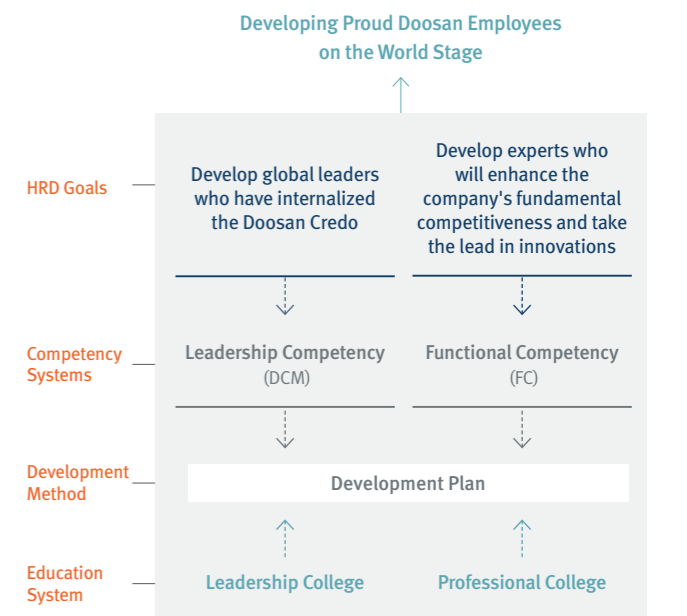 Developing Proud Doosan Employees
on the World Stage
HRD Goals
Develop global leaders
who have internalized
the Doosan Credo
Develop experts who
will enhance the
company's fundamental
competitiveness and take
the lead in innovations
Competency
Systems
Leadership Competency
(DCM)
Functional Competency
(FC)
Development
Method
Development Plan
Education
System
Leadership College
Professional College